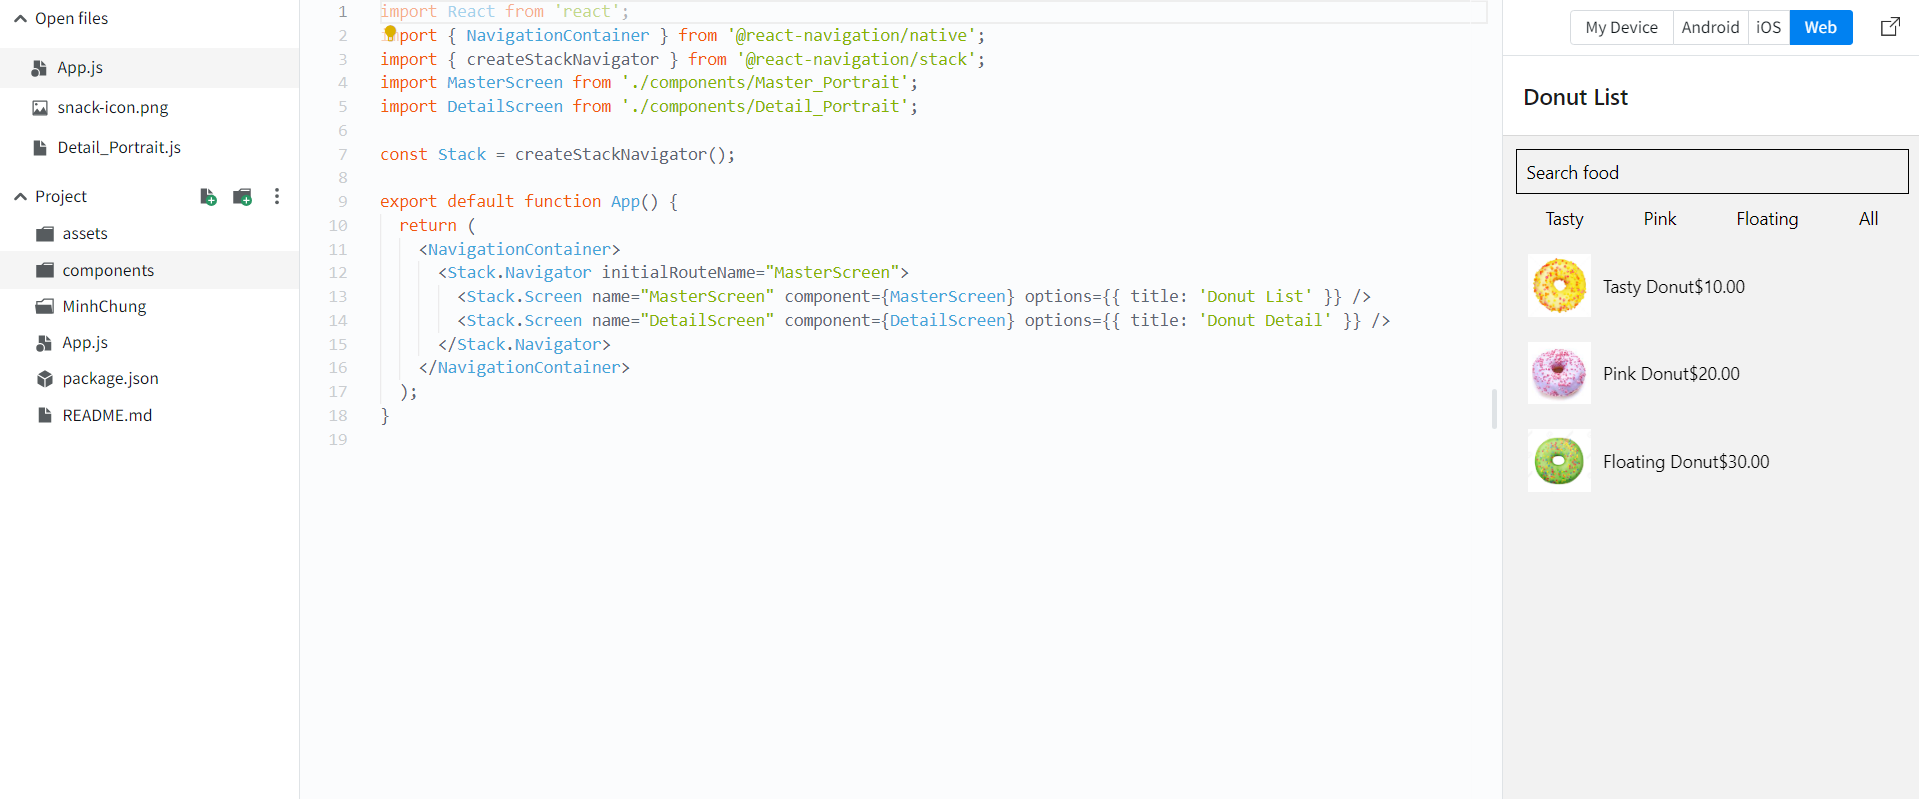 Open files
App.js
snack-icon.png
Detail_Portrait.js
Project
assets
components
MinhChung
App.js
package.json
README.md
1 import React from 'react';
2 import { NavigationContainer } from '@react-navigation/native';
3 import { createStackNavigator } from '@react-navigation/stack';
4 import MasterScreen from './components/Master_Portrait';
5 import DetailScreen from './components/Detail_Portrait';
6
7 const Stack = createStackNavigator();
8
9 export default function App() {
10 return (
11 <NavigationContainer>
12 <Stack.Navigator initialRouteName="MasterScreen">
13 <Stack.Screen name="MasterScreen" component={MasterScreen} options={{ title: 'Donut List' }} />
14 <Stack.Screen name="DetailScreen" component={DetailScreen} options={{ title: 'Donut Detail' }} />
15 </Stack.Navigator>
16 </NavigationContainer>
17 );
18 }
19
My Device Android iOS Web
Donut List
Search food
Tasty Pink Floating All
Tasty Donut$10.00
Pink Donut$20.00
Floating Donut$30.00